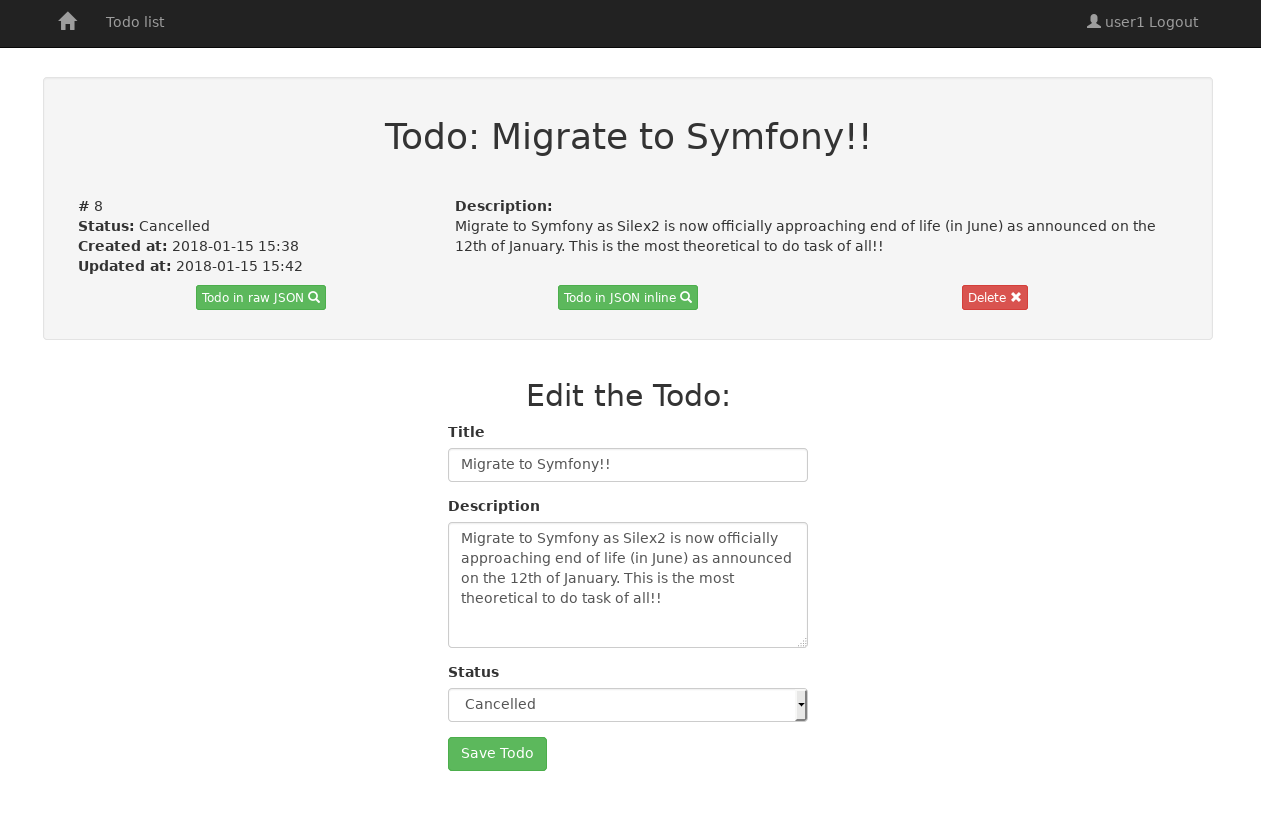 Todo list
user1 Logout
Todo: Migrate to Symfony!!
# 8
Status: Cancelled
Created at: 2018-01-15 15:38
Updated at: 2018-01-15 15:42
Description:
Migrate to Symfony as Silex2 is now officially approaching end of life (in June) as announced on the
12th of January. This is the most theoretical to do task of all!!
Todo in raw JSON
Todo in JSON inline
Delete
Edit the Todo:
Title
Migrate to Symfony!!
Description
Migrate to Symfony as Silex2 is now officially
approaching end of life (in June) as announced
on the 12th of January. This is the most
theoretical to do task of all!!
Status
Cancelled
Save Todo